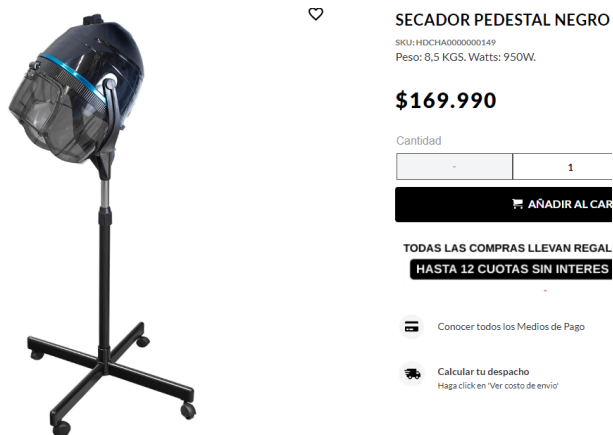 SECADOR PEDESTAL NEGRO
SKU: HDCHA0000000149
Peso: 8,5 KGS. Watts: 950W.
$169.990
Cantidad
- 1
AÑADIR AL CAR
TODAS LAS COMPRAS LLEVAN REGAL
HASTA 12 CUOTAS SIN INTERES
-
Conocer todos los Medios de Pago
Calcular tu despacho
Haga click en 'Ver costo de envio'